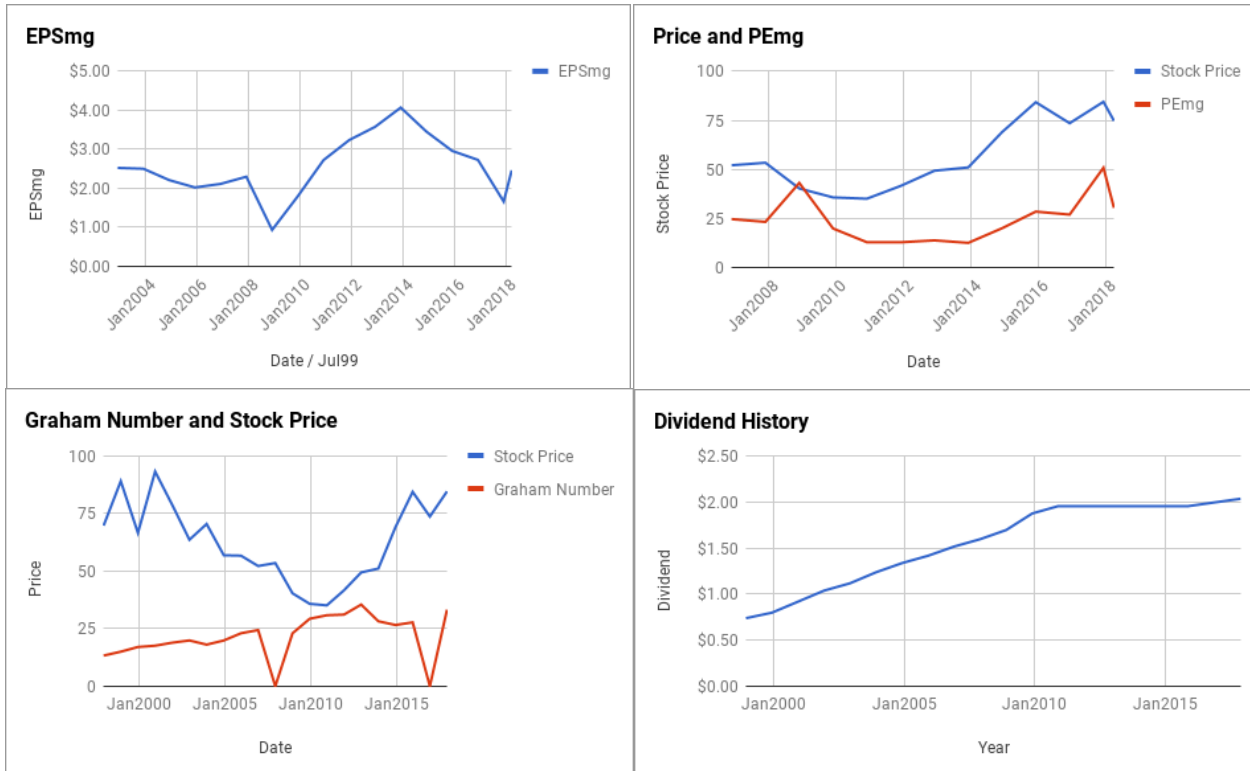 EPSmg
EPSmg
$5.00
$4.00
$3.00
$2.00
$1.00
$0.00
EPSmg
Jan2004
Jan2006
Jan2008
Jan2010
Jan2012
Jan2014
Jan2016
Jan2018
Date / Jul99
Price and PEmg
Stock Price
PEmg
100
75
50
25
0
Stock Price
Jan2008
Jan2010
Jan2012
Jan2014
Jan2016
Jan2018
Date
Graham Number and Stock Price
Stock Price
Graham Number
100
75
50
25
0
Price
Jan2000
Jan2005
Jan2010
Jan2015
Date
Dividend History
$2.50
$2.00
$1.50
$1.00
$0.50
$0.00
Dividend
Jan2000
Jan2005
Jan2010
Jan2015
Year